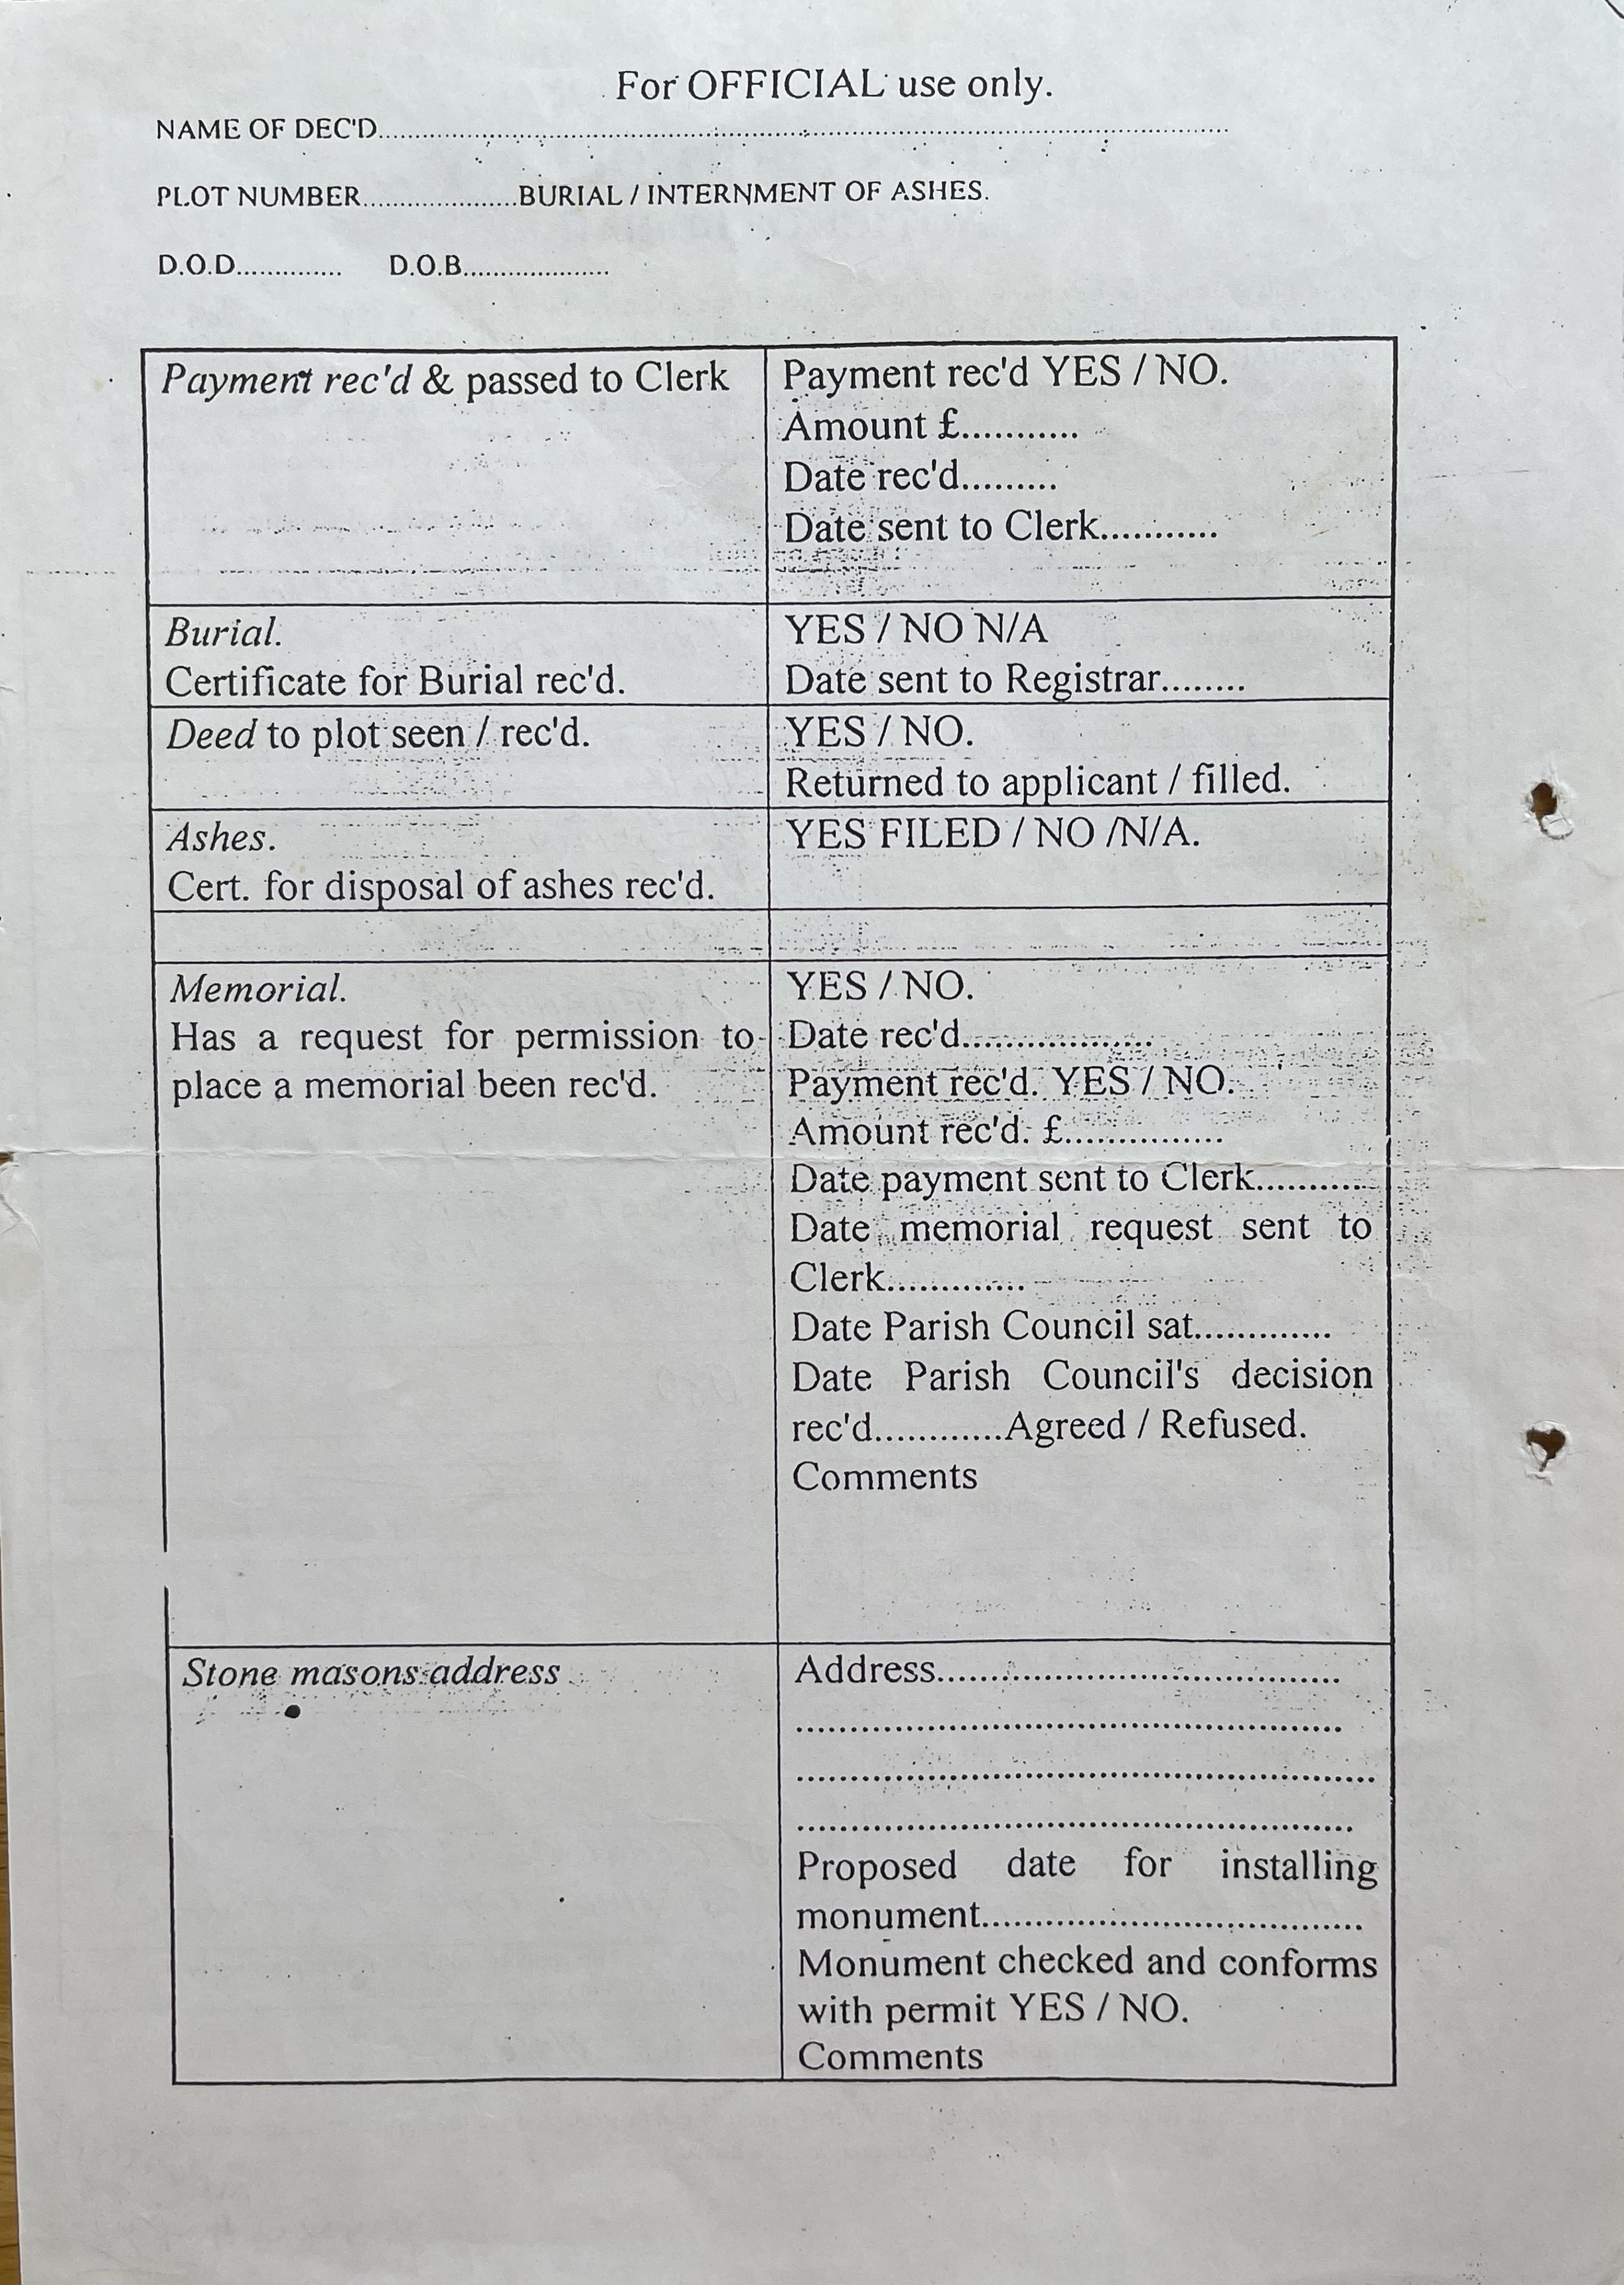 For OFFICIAL use only.
NAME OF DEC'D..........................................................................................................................
PLOT NUMBER......................BURIAL / INTERNMENT OF ASHES.
D.O.D............... D.O.B.....................
Payment rec'd & passed to Clerk
Payment rec'd YES / NO.
Amount £...........
Date rec'd.........
Date sent to Clerk...........
Burial.
Certificate for Burial rec'd.
YES / NO N/A
Date sent to Registrar........
Deed to plot seen / rec'd.
YES / NO.
Returned to applicant / filled.
Ashes.
Cert. for disposal of ashes rec'd.
YES FILED / NO /N/A.
Memorial.
Has a request for permission to
place a memorial been rec'd.
YES / NO.
Date rec'd..................
Payment rec'd. YES / NO.
Amount rec'd. £...............
Date payment sent to Clerk............
Date memorial request sent to
Clerk.............
Date Parish Council sat.............
Date Parish Council's decision
rec'd............Agreed / Refused.
Comments
Stone masons address
Address.......................................
....................................................
.......................................................
.....................................................
Proposed date for installing
monument....................................
Monument checked and conforms
with permit YES / NO.
Comments